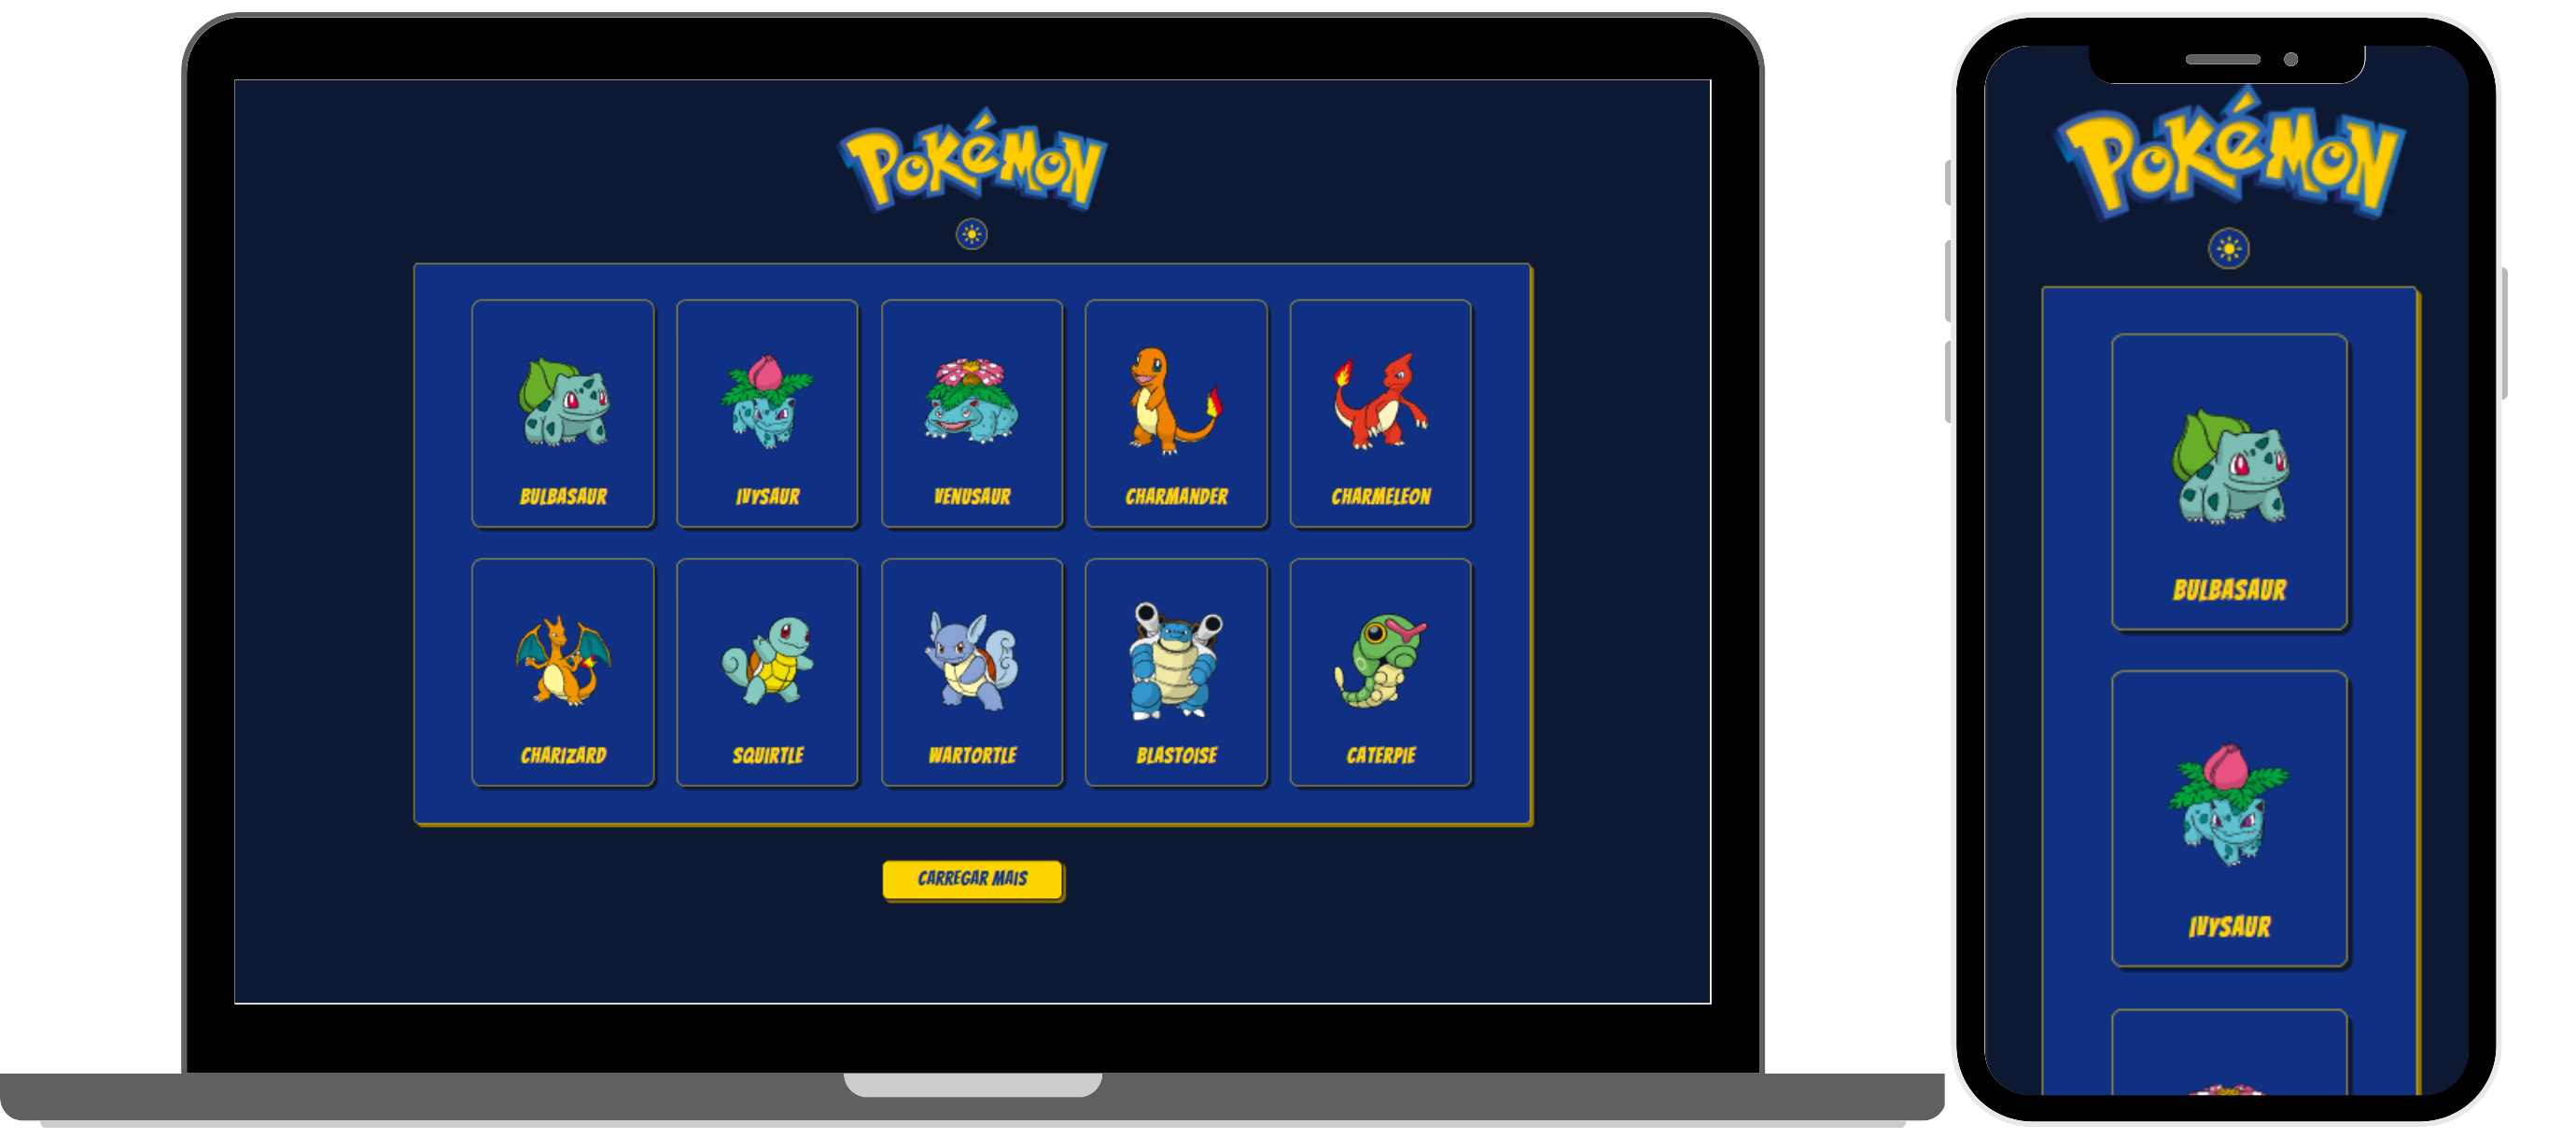 POKÉMON
BULBASAUR IVYSAUR VENUSAUR CHARMANDER CHARMELEON
CHARIZARD SQUIRTLE WARTORTLE BLASTOISE CATERPIE
CARREGAR MAIS
POKÉMON
BULBASAUR
IVYSAUR